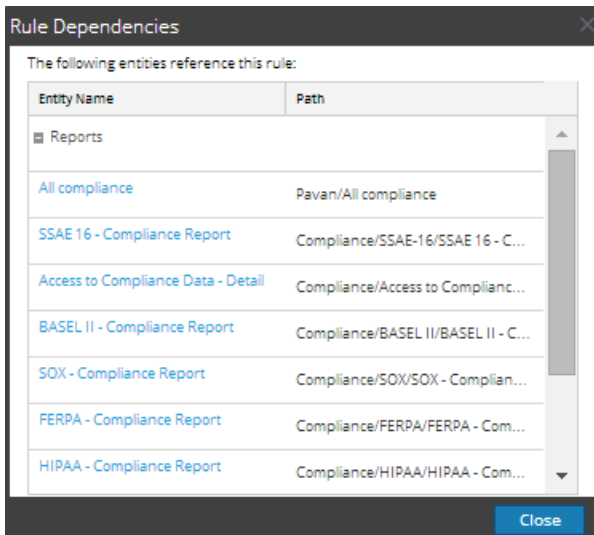 Rule Dependencies
The following entities reference this rule:
Entity Name Path
Reports
All compliance Pavan/All compliance
SSAE 16 - Compliance Report Compliance/SSAE-16/SSAE 16 - C...
Access to Compliance Data - Detail Compliance/Access to Complianc...
BASEL II - Compliance Report Compliance/BASEL II/BASEL II - C...
SOX - Compliance Report Compliance/SOX/SOX - Complian...
FERPA - Compliance Report Compliance/FERPA/FERPA - Com...
HIPAA - Compliance Report Compliance/HIPAA/HIPAA - Com...
Close